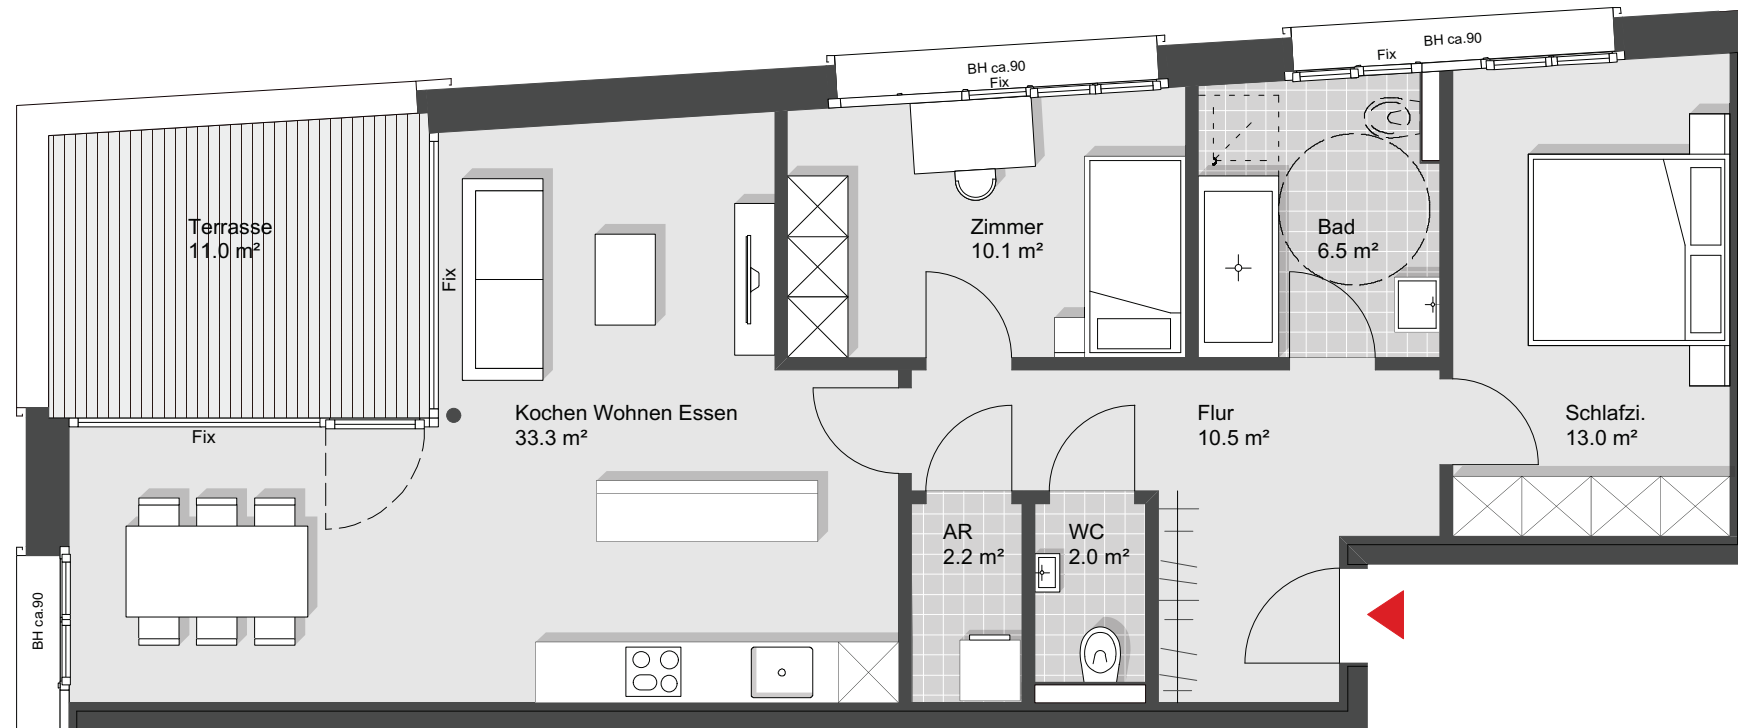 BH ca.90
Fix
Fix
BH ca.90
Terrasse
11.0 m²
Fix
Zimmer
10.1 m²
Bad
6.5 m²
Kochen Wohnen Essen
33.3 m²
Fix
Flur
10.5 m²
Schlafzi.
13.0 m²
AR
2.2 m²
WC
2.0 m²
BH ca.90